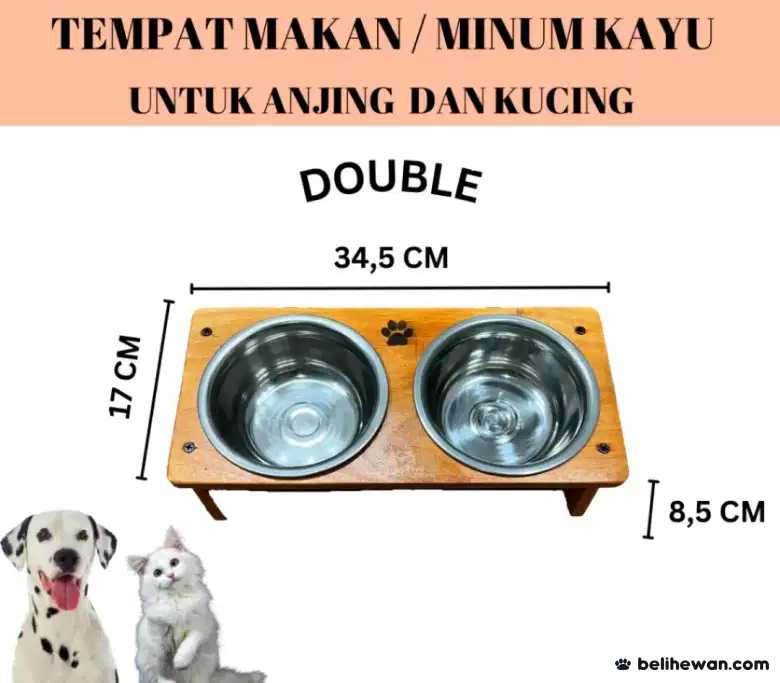 TEMPAT MAKAN / MINUM KAYU
UNTUK ANJING DAN KUCING
DOUBLE
34,5 CM
17 CM
8,5 CM
belihewan.com